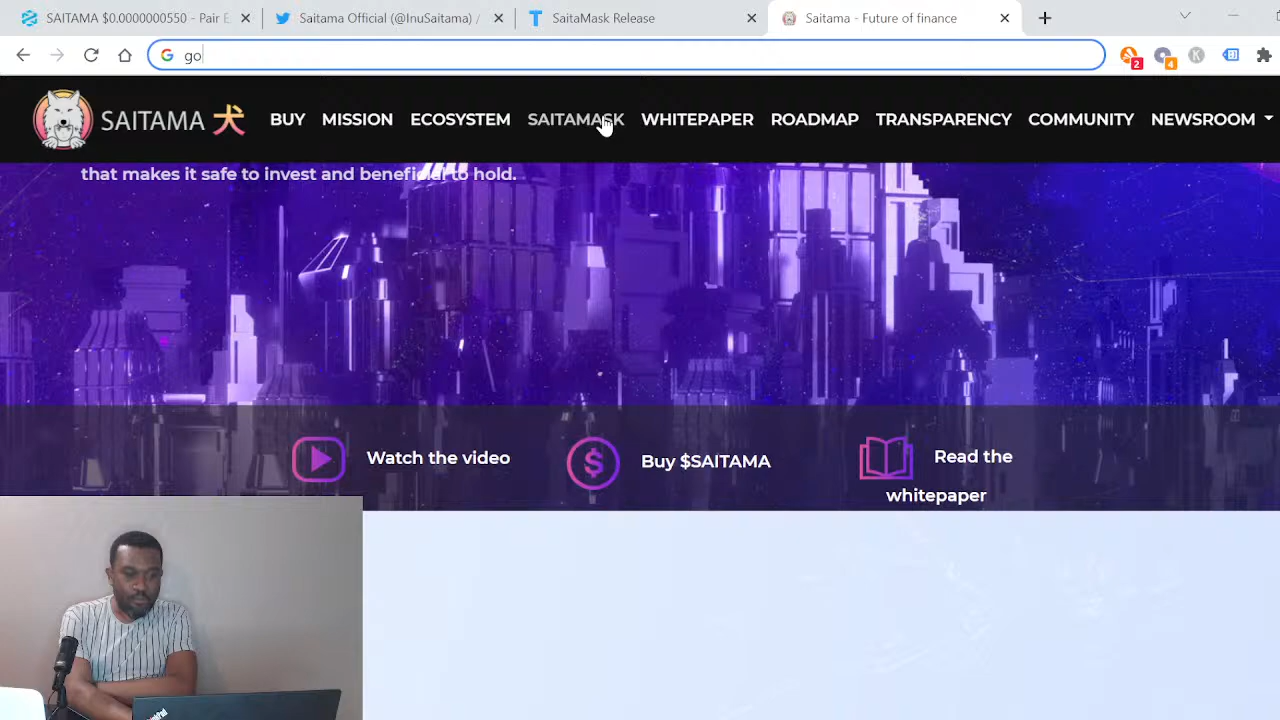 SAITAMA $0.0000000550 - Pair E
Saitama Official (@InuSaitama) /
SaitaMask Release
Saitama - Future of finance
go
2
4
K
SAITAMA 犬
BUY
MISSION
ECOSYSTEM
SAITAMASK
WHITEPAPER
ROADMAP
TRANSPARENCY
COMMUNITY
NEWSROOM
that makes it safe to invest and beneficial to hold.
Watch the video
Buy $SAITAMA
Read the
whitepaper